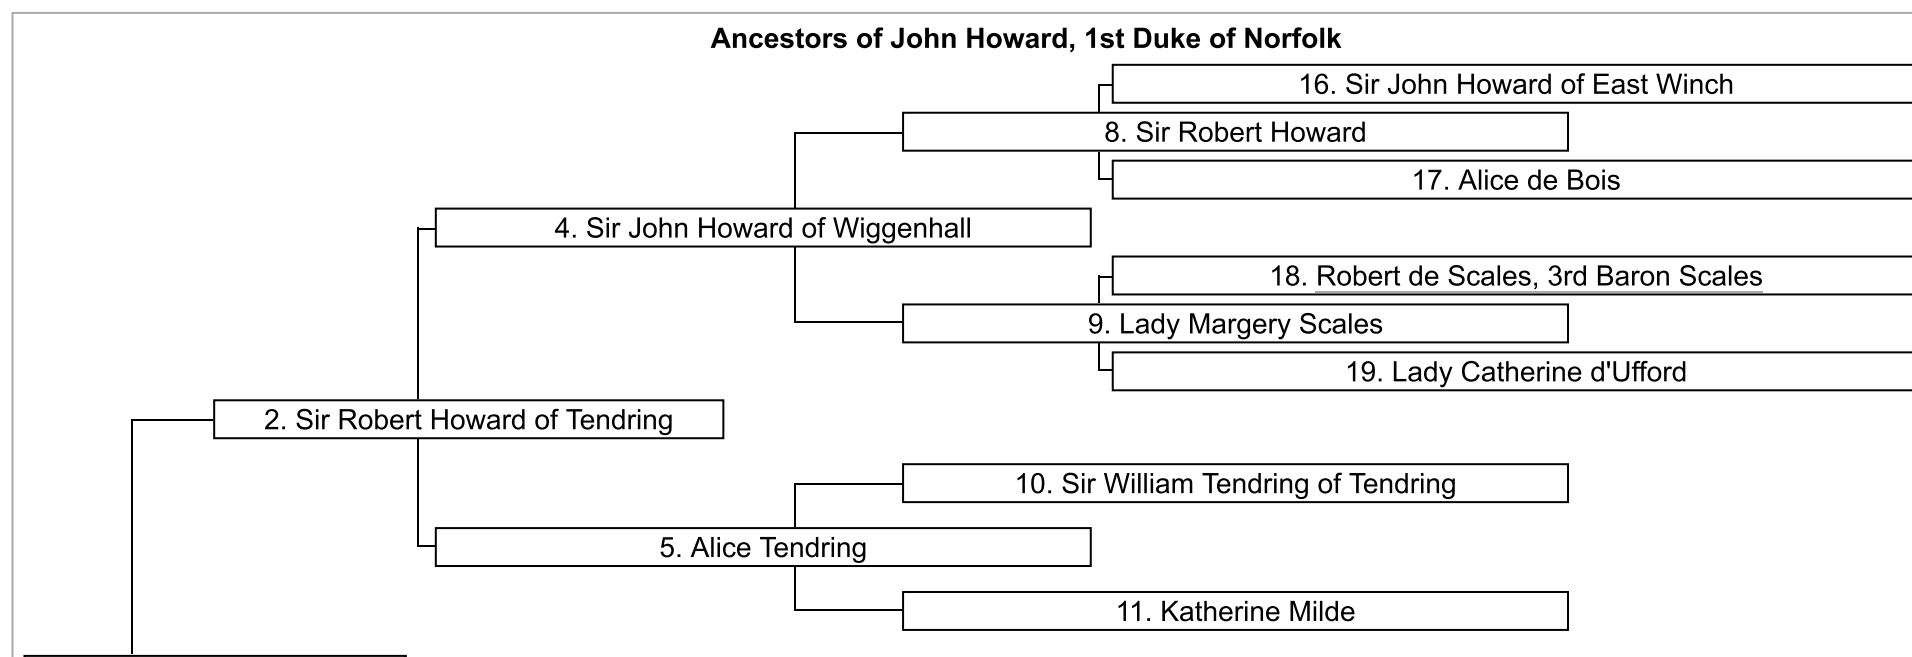 Ancestors of John Howard, 1st Duke of Norfolk
16. Sir John Howard of East Winch
8. Sir Robert Howard
17. Alice de Bois
4. Sir John Howard of Wiggenhall
18. Robert de Scales, 3rd Baron Scales
9. Lady Margery Scales
19. Lady Catherine d'Ufford
2. Sir Robert Howard of Tendring
10. Sir William Tendring of Tendring
5. Alice Tendring
11. Katherine Milde